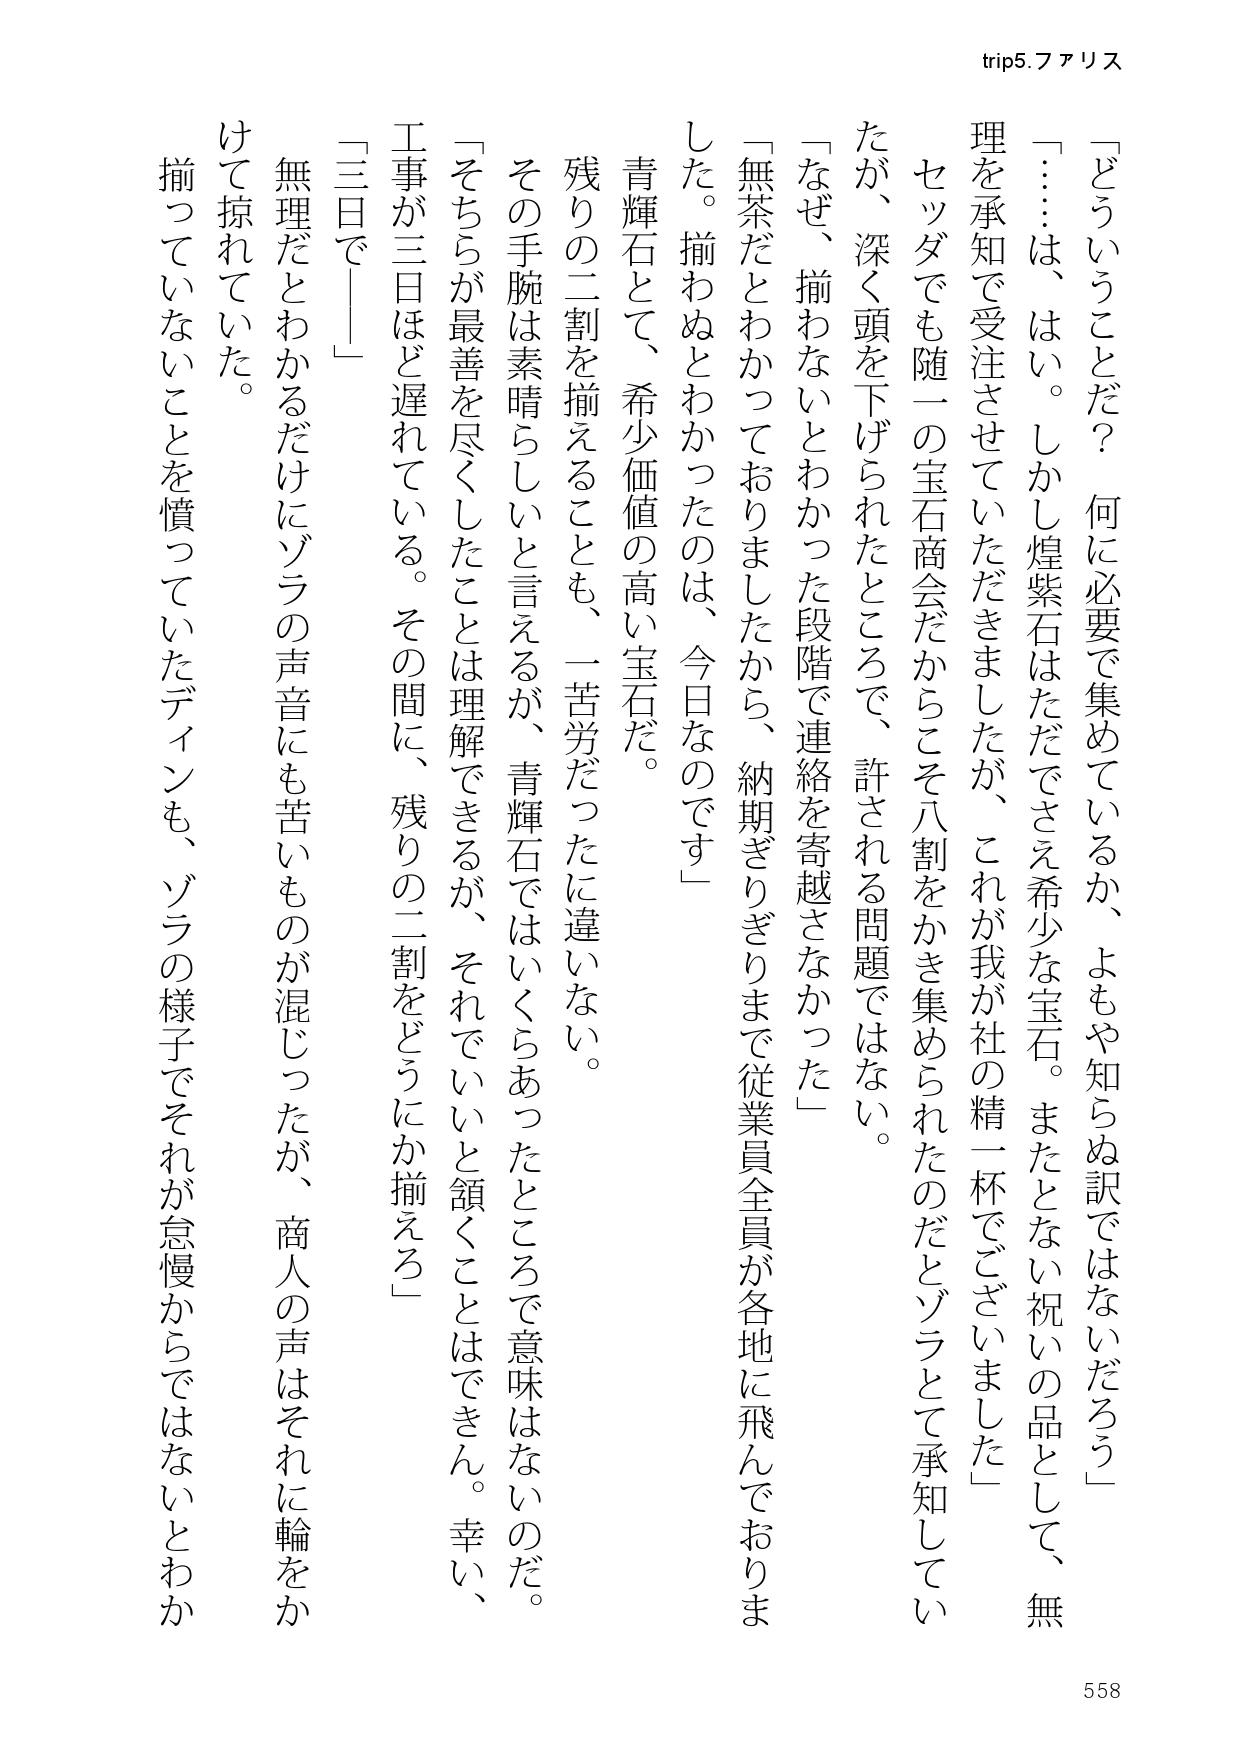 trip5.ファリス
「どういうことだ？　何に必要で集めているか、よもや知らぬ訳ではないだろう」
「……は、はい。しかし煌紫石はただでさえ希少な宝石。またとない祝いの品として、無
理を承知で受注させていただきましたが、これが我が社の精一杯でございました」
　セッダでも随一の宝石商会だからこそ八割をかき集められたのだとゾラとて承知してい
たが、深く頭を下げられたところで、許される問題ではない。
「なぜ、揃わないとわかった段階で連絡を寄越さなかった」
「無茶だとわかっておりましたから、納期ぎりぎりまで従業員全員が各地に飛んでおりま
した。揃わぬとわかったのは、今日なのです」
　青輝石とて、希少価値の高い宝石だ。
　残りの二割を揃えることも、一苦労だったに違いない。
　その手腕は素晴らしいと言えるが、青輝石ではいくらあったところで意味はないのだ。
「そちらが最善を尽くしたことは理解できるが、それでいいと頷くことはできん。幸い、
工事が三日ほど遅れている。その間に、残りの二割をどうにか揃えろ」
「三日で――」
　無理だとわかるだけにゾラの声音にも苦いものが混じったが、商人の声はそれに輪をか
けて掠れていた。
　揃っていないことを憤っていたディンも、ゾラの様子でそれが怠慢からではないとわか
558